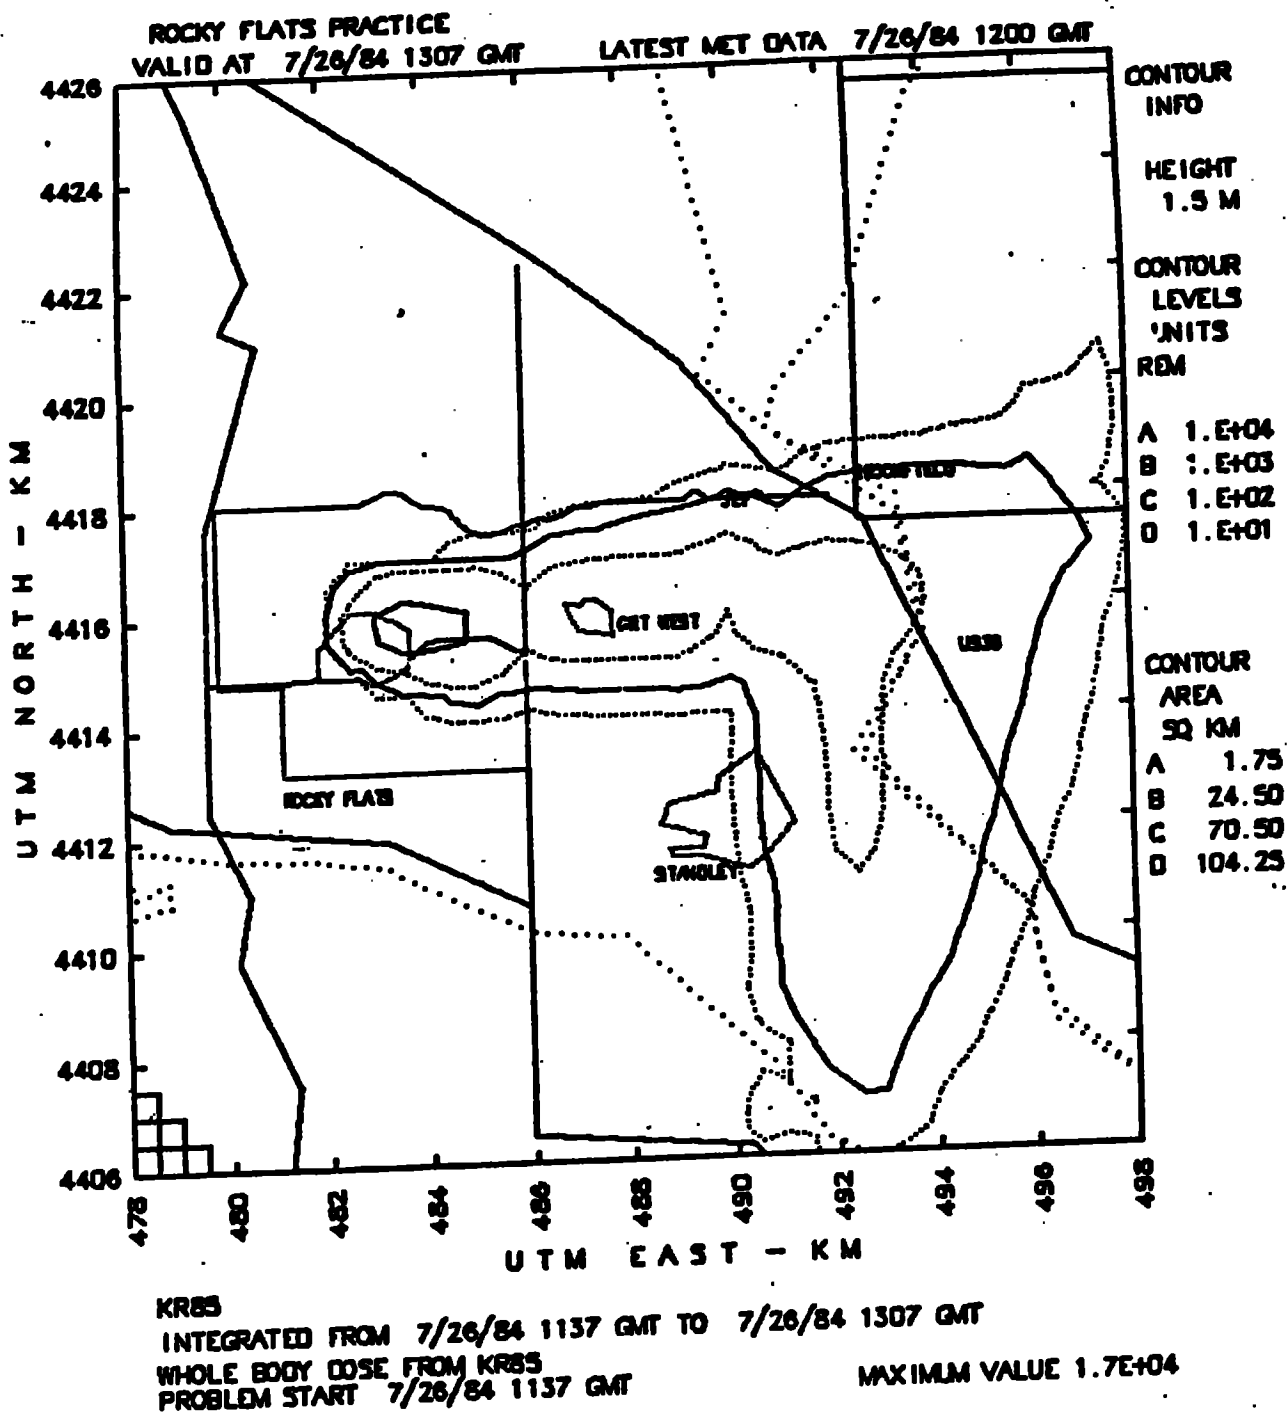 ROCKY FLATS PRACTICE
VALID AT 7/26/84 1307 GMT
LATEST MET DATA 7/26/84 1200 GMT
CONTOUR
INFO
HEIGHT
1.5 M
CONTOUR
LEVELS
UNITS
REM
A 1.E+04
B 1.E+03
C 1.E+02
D 1.E+01
CONTOUR
AREA
SQ KM
A 1.75
B 24.50
C 70.50
D 104.25
UTM NORTH - KM
4426
4424
4422
4420
4418
4416
4414
4412
4410
4408
4406
GRT WEST
US36
ROCKY FLATS
STANDLEY
478
480
482
484
486
488
490
492
494
496
498
UTM EAST - KM
KR85
INTEGRATED FROM 7/26/84 1137 GMT TO 7/26/84 1307 GMT
WHOLE BODY DOSE FROM KR85
PROBLEM START 7/26/84 1137 GMT
MAXIMUM VALUE 1.7E+04